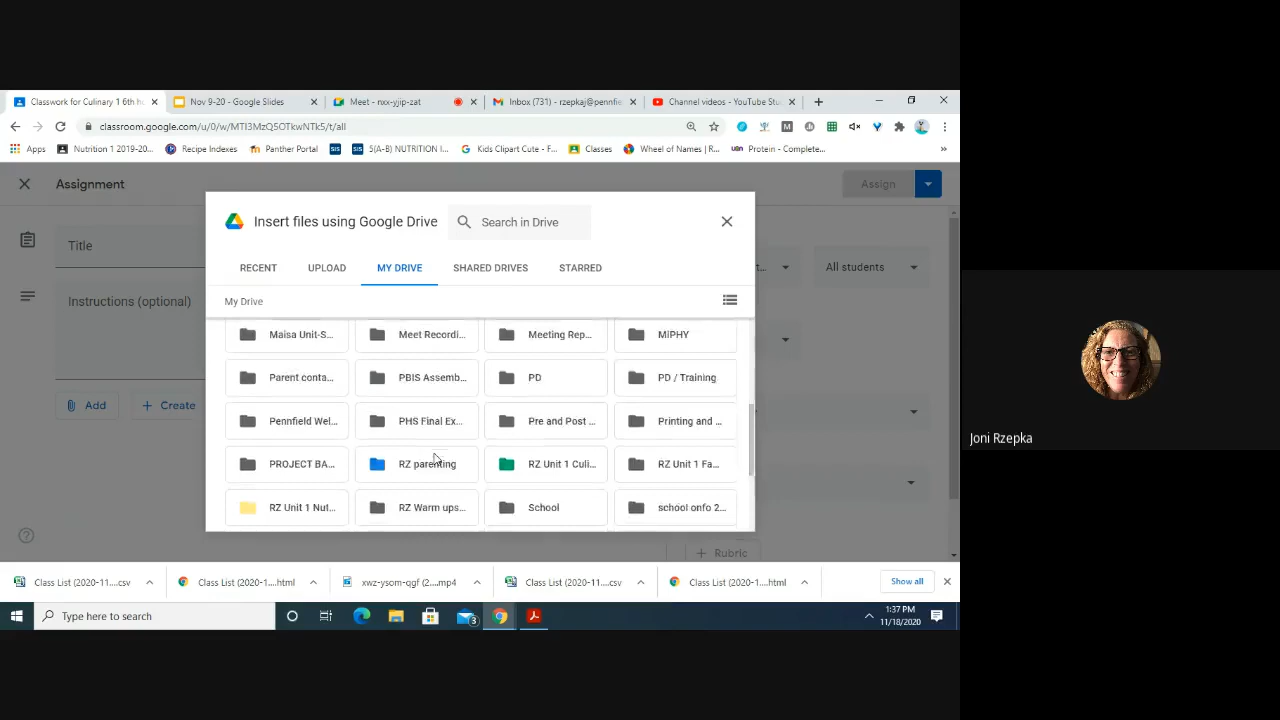 Classwork for Culinary 1 6th h
Nov 9-20 - Google Slides
Meet - nxx-yjip-zat
Inbox (731) - rzepkaj@pennfie
Channel videos - YouTube Stu
classroom.google.com/u/0/w/MTI3MzQ5OTkwNTk5/t/all
Apps
Nutrition 1 2019-20...
Recipe Indexes
Panther Portal
SIS
SIS
5(A-B) NUTRITION I...
Kids Clipart Cute - F...
Classes
Wheel of Names | R...
Protein - Complete...
Assignment
Assign
Insert files using Google Drive
Search in Drive
Title
RECENT
UPLOAD
MY DRIVE
SHARED DRIVES
STARRED
All students
Instructions (optional)
My Drive
Maisa Unit-S...
Meet Recordi...
Meeting Rep...
MiPHY
Parent conta...
PBIS Assemb...
PD
PD / Training
Add
Create
Pennfield Wel...
PHS Final Ex...
Pre and Post ...
Printing and ...
PROJECT BA...
RZ parenting
RZ Unit 1 Culi...
RZ Unit 1 Fa...
RZ Unit 1 Nut...
RZ Warm ups...
School
school onfo 2...
Rubric
Class List (2020-11....csv
Class List (2020-1....html
xwz-ysom-qgf (2....mp4
Class List (2020-11....csv
Class List (2020-1....html
Show all
Type here to search
3
1:37 PM
11/18/2020
Joni Rzepka